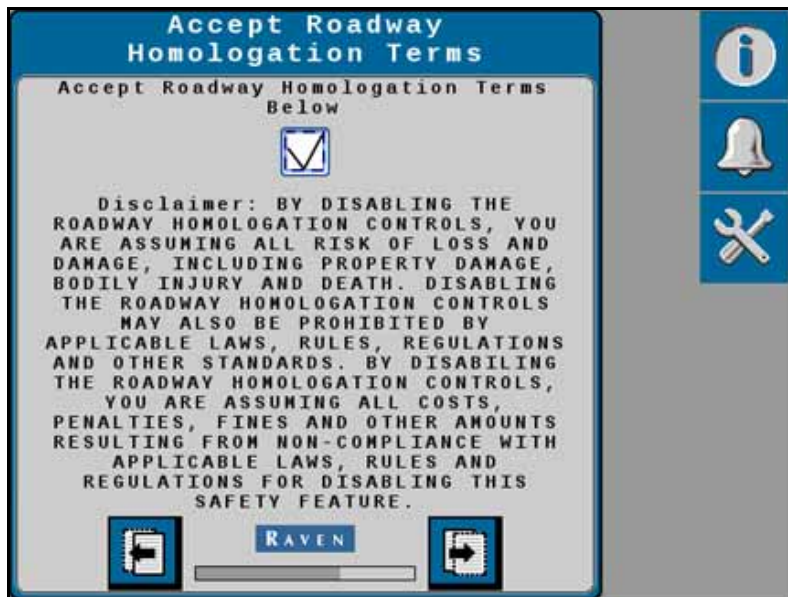 Accept Roadway
Homologation Terms
Accept Roadway Homologation Terms
Below
Disclaimer: BY DISABLING THE
ROADWAY HOMOLOGATION CONTROLS, YOU
ARE ASSUMING ALL RISK OF LOSS AND
DAMAGE, INCLUDING PROPERTY DAMAGE,
BODILY INJURY AND DEATH. DISABLING
THE ROADWAY HOMOLOGATION CONTROLS
MAY ALSO BE PROHIBITED BY
APPLICABLE LAWS, RULES, REGULATIONS
AND OTHER STANDARDS. BY DISABILING
THE ROADWAY HOMOLOGATION CONTROLS,
YOU ARE ASSUMING ALL COSTS,
PENALTIES, FINES AND OTHER AMOUNTS
RESULTING FROM NON-COMPLIANCE WITH
APPLICABLE LAWS, RULES AND
REGULATIONS FOR DISABLING THIS
SAFETY FEATURE.
RAVEN